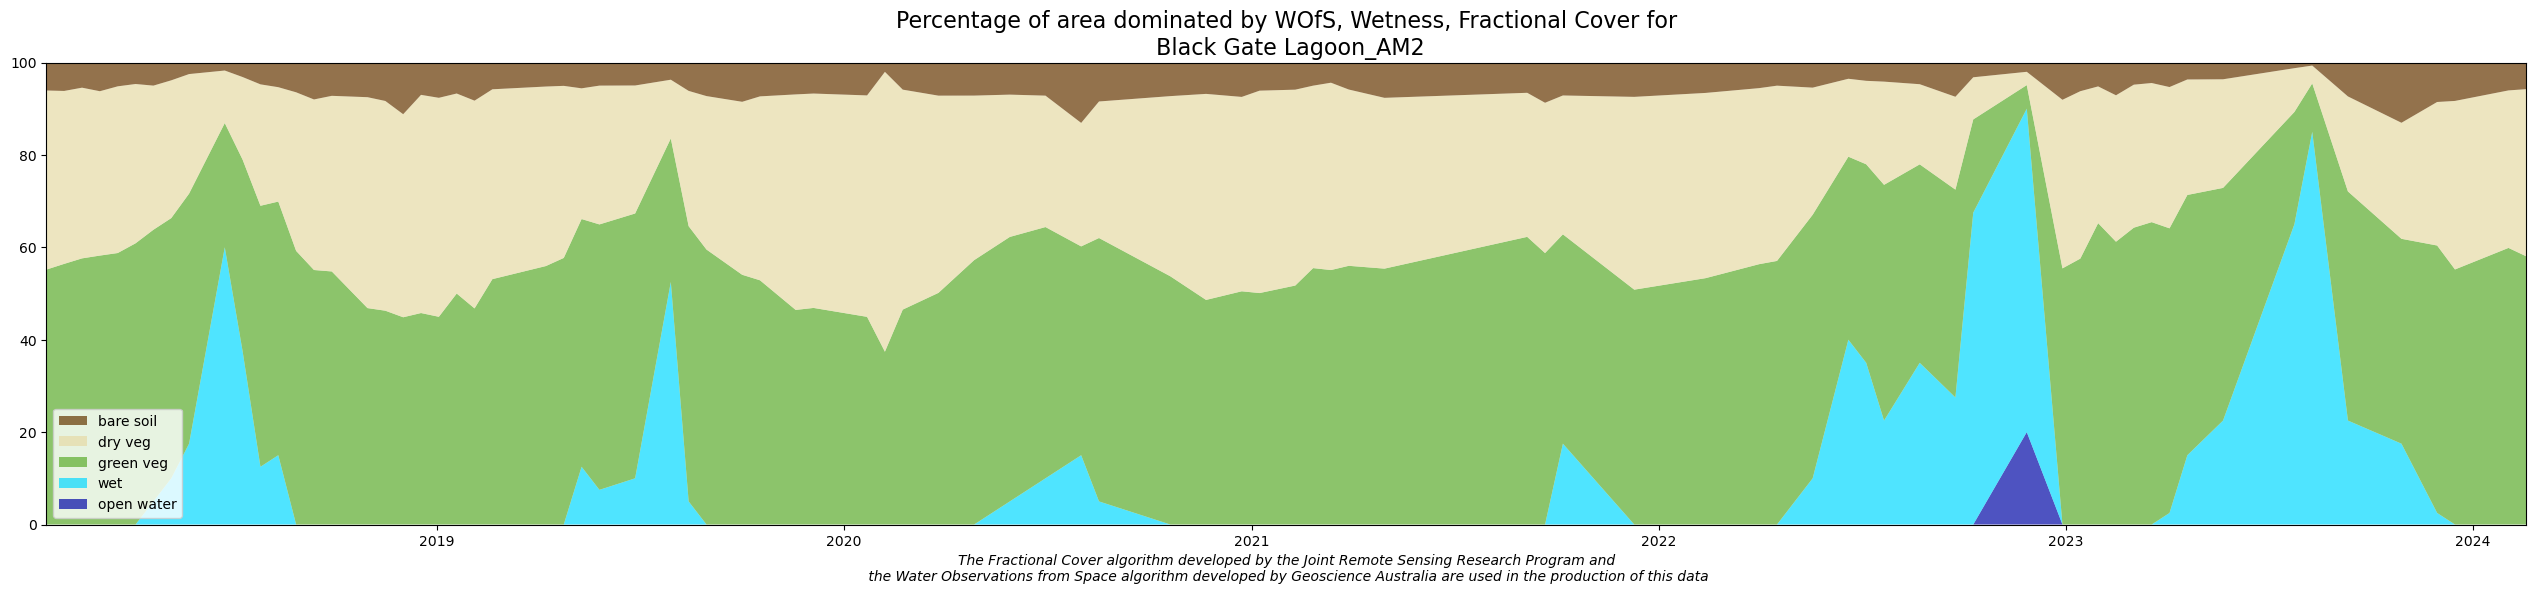 Percentage of area dominated by WOfS, Wetness, Fractional Cover for
Black Gate Lagoon_AM2
100
80
60
40
20
0
bare soil
dry veg
green veg
wet
open water
2019 2020 2021 2022 2023 2024
The Fractional Cover algorithm developed by the Joint Remote Sensing Research Program and
the Water Observations from Space algorithm developed by Geoscience Australia are used in the production of this data